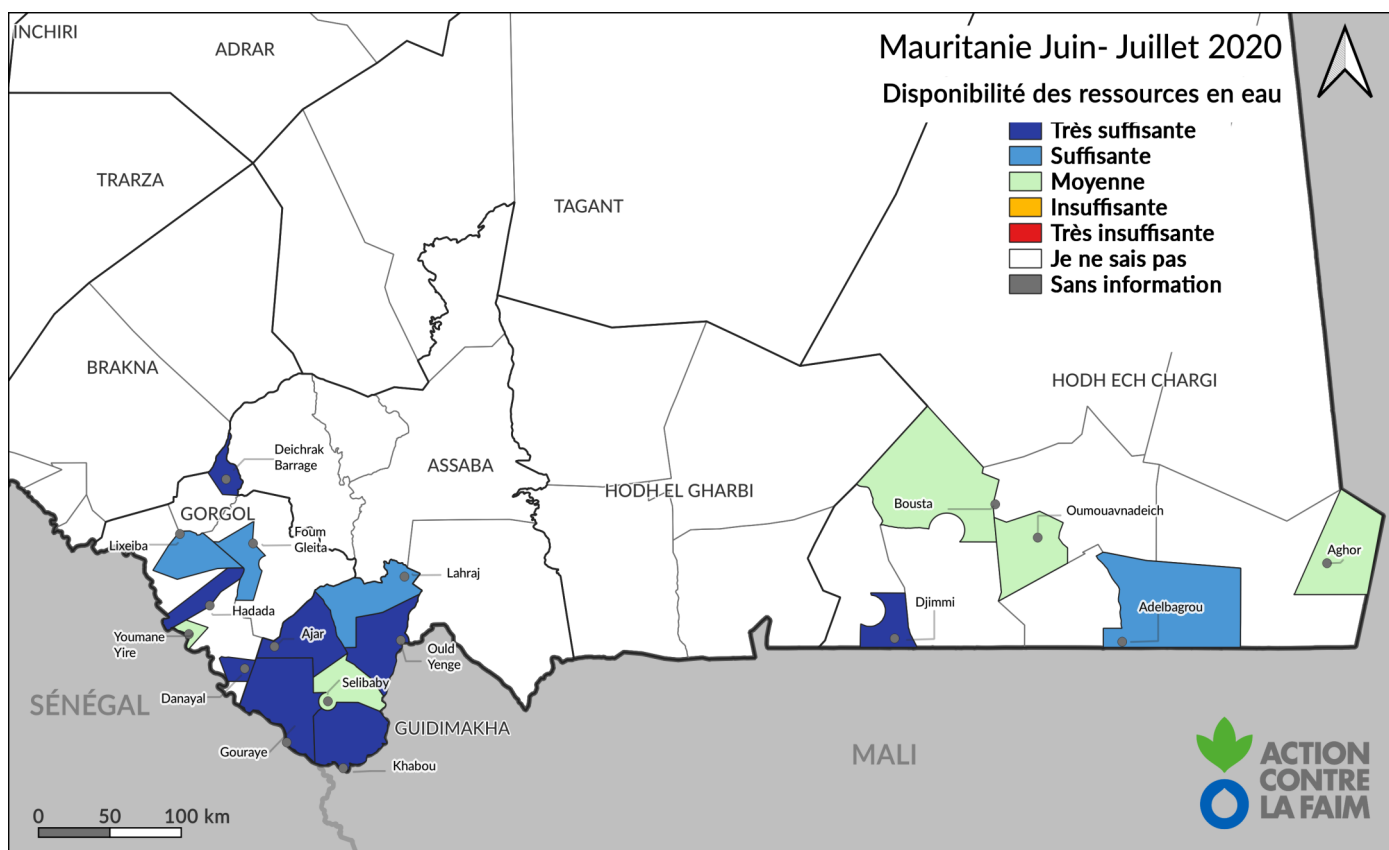 INCHIRI
ADRAR
Mauritanie Juin- Juillet 2020
Disponibilité des ressources en eau
Très suffisante
Suffisante
Moyenne
Insuffisante
Très insuffisante
Je ne sais pas
Sans information
TRARZA
TAGANT
BRAKNA
HODH ECH CHARGI
Deichrak
Barrage
ASSABA
HODH EL GHARBI
GORGOL
Bousta
Oumouavnadeich
Foum
Gleita
Lixeiba
Aghor
Lahraj
Hadada
Djimmi
Adelbagrou
Youmane
Yire
Ajar
Ould
Yenge
Selibaby
Danayal
SÉNÉGAL
GUIDIMAKHA
Gouraye
Khabou
MALI
ACTION
CONTRE
LA FAIM
0 50 100 km